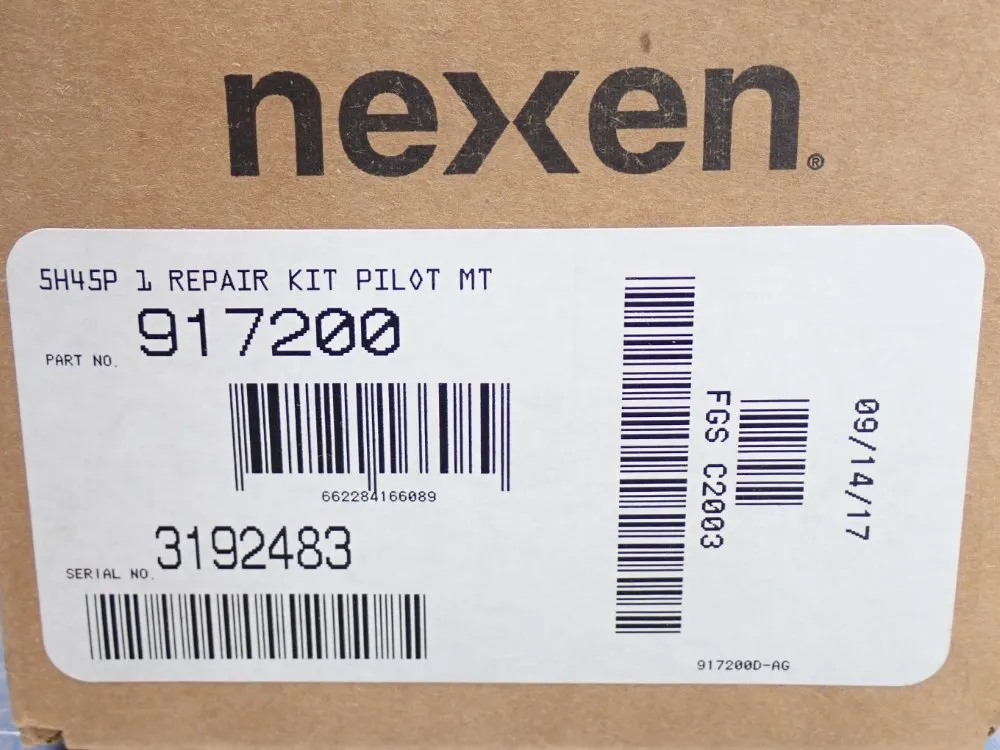 nexen®
5H45P 1 REPAIR KIT PILOT MT
PART NO. 917200
662284166089
SERIAL NO. 3192483
FGS C2003
09/14/17
917200D-AG